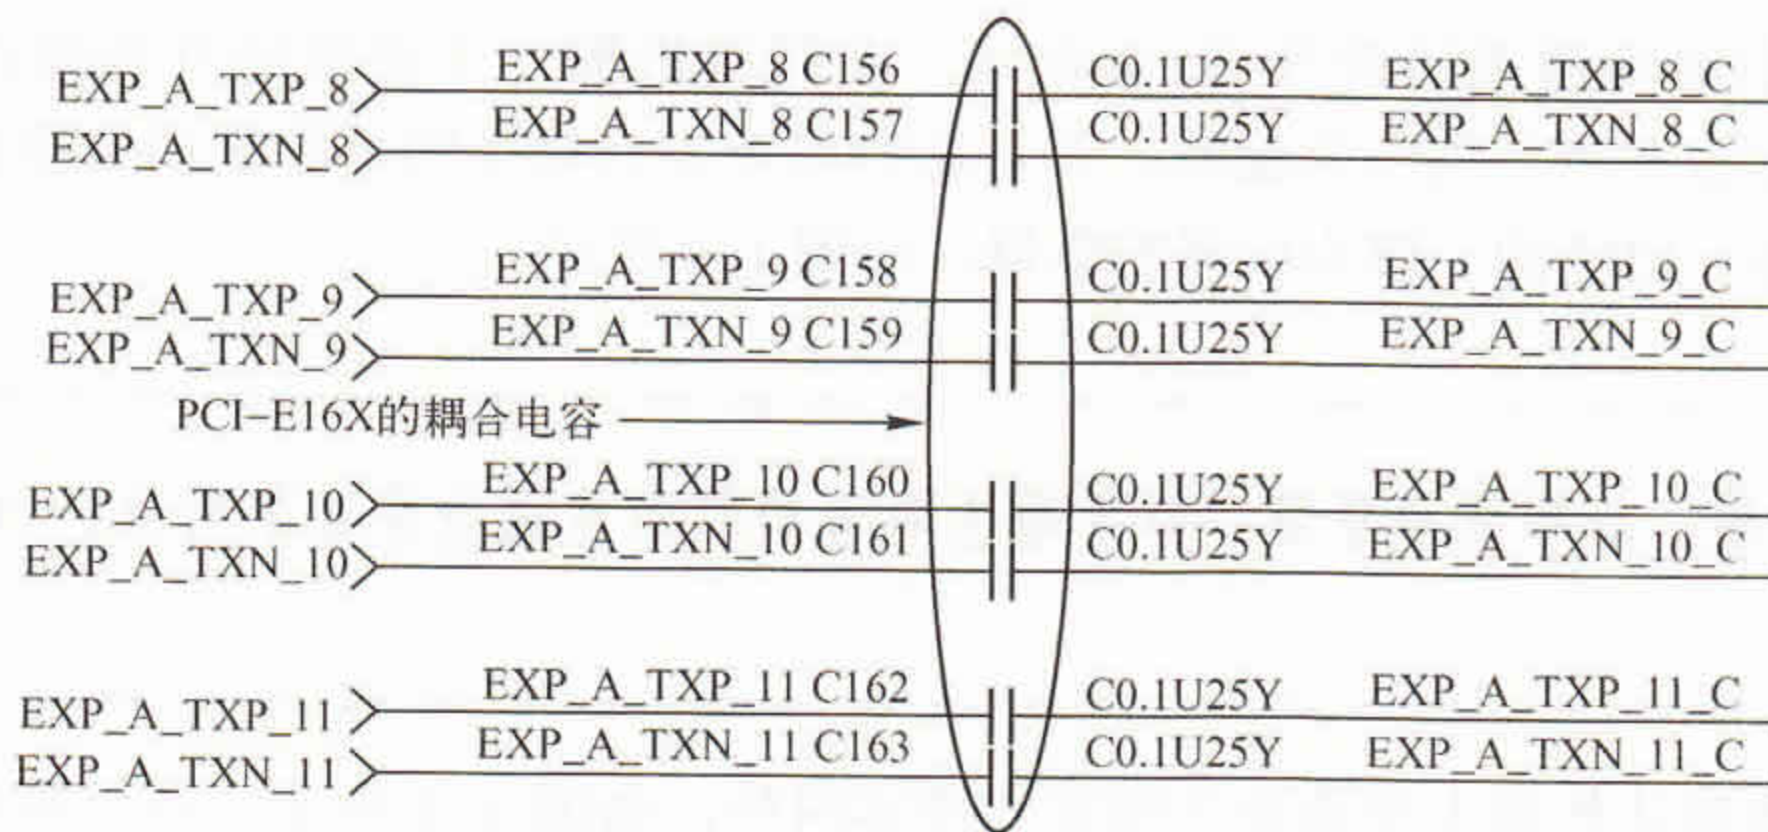 EXP_A_TXP_8 EXP_A_TXP_8 C156 C0.1U25Y EXP_A_TXP_8_C
EXP_A_TXN_8 EXP_A_TXN_8 C157 C0.1U25Y EXP_A_TXN_8_C
EXP_A_TXP_9 EXP_A_TXP_9 C158 C0.1U25Y EXP_A_TXP_9_C
EXP_A_TXN_9 EXP_A_TXN_9 C159 C0.1U25Y EXP_A_TXN_9_C
PCI-E16X的耦合电容
EXP_A_TXP_10 EXP_A_TXP_10 C160 C0.1U25Y EXP_A_TXP_10_C
EXP_A_TXN_10 EXP_A_TXN_10 C161 C0.1U25Y EXP_A_TXN_10_C
EXP_A_TXP_11 EXP_A_TXP_11 C162 C0.1U25Y EXP_A_TXP_11_C
EXP_A_TXN_11 EXP_A_TXN_11 C163 C0.1U25Y EXP_A_TXN_11_C